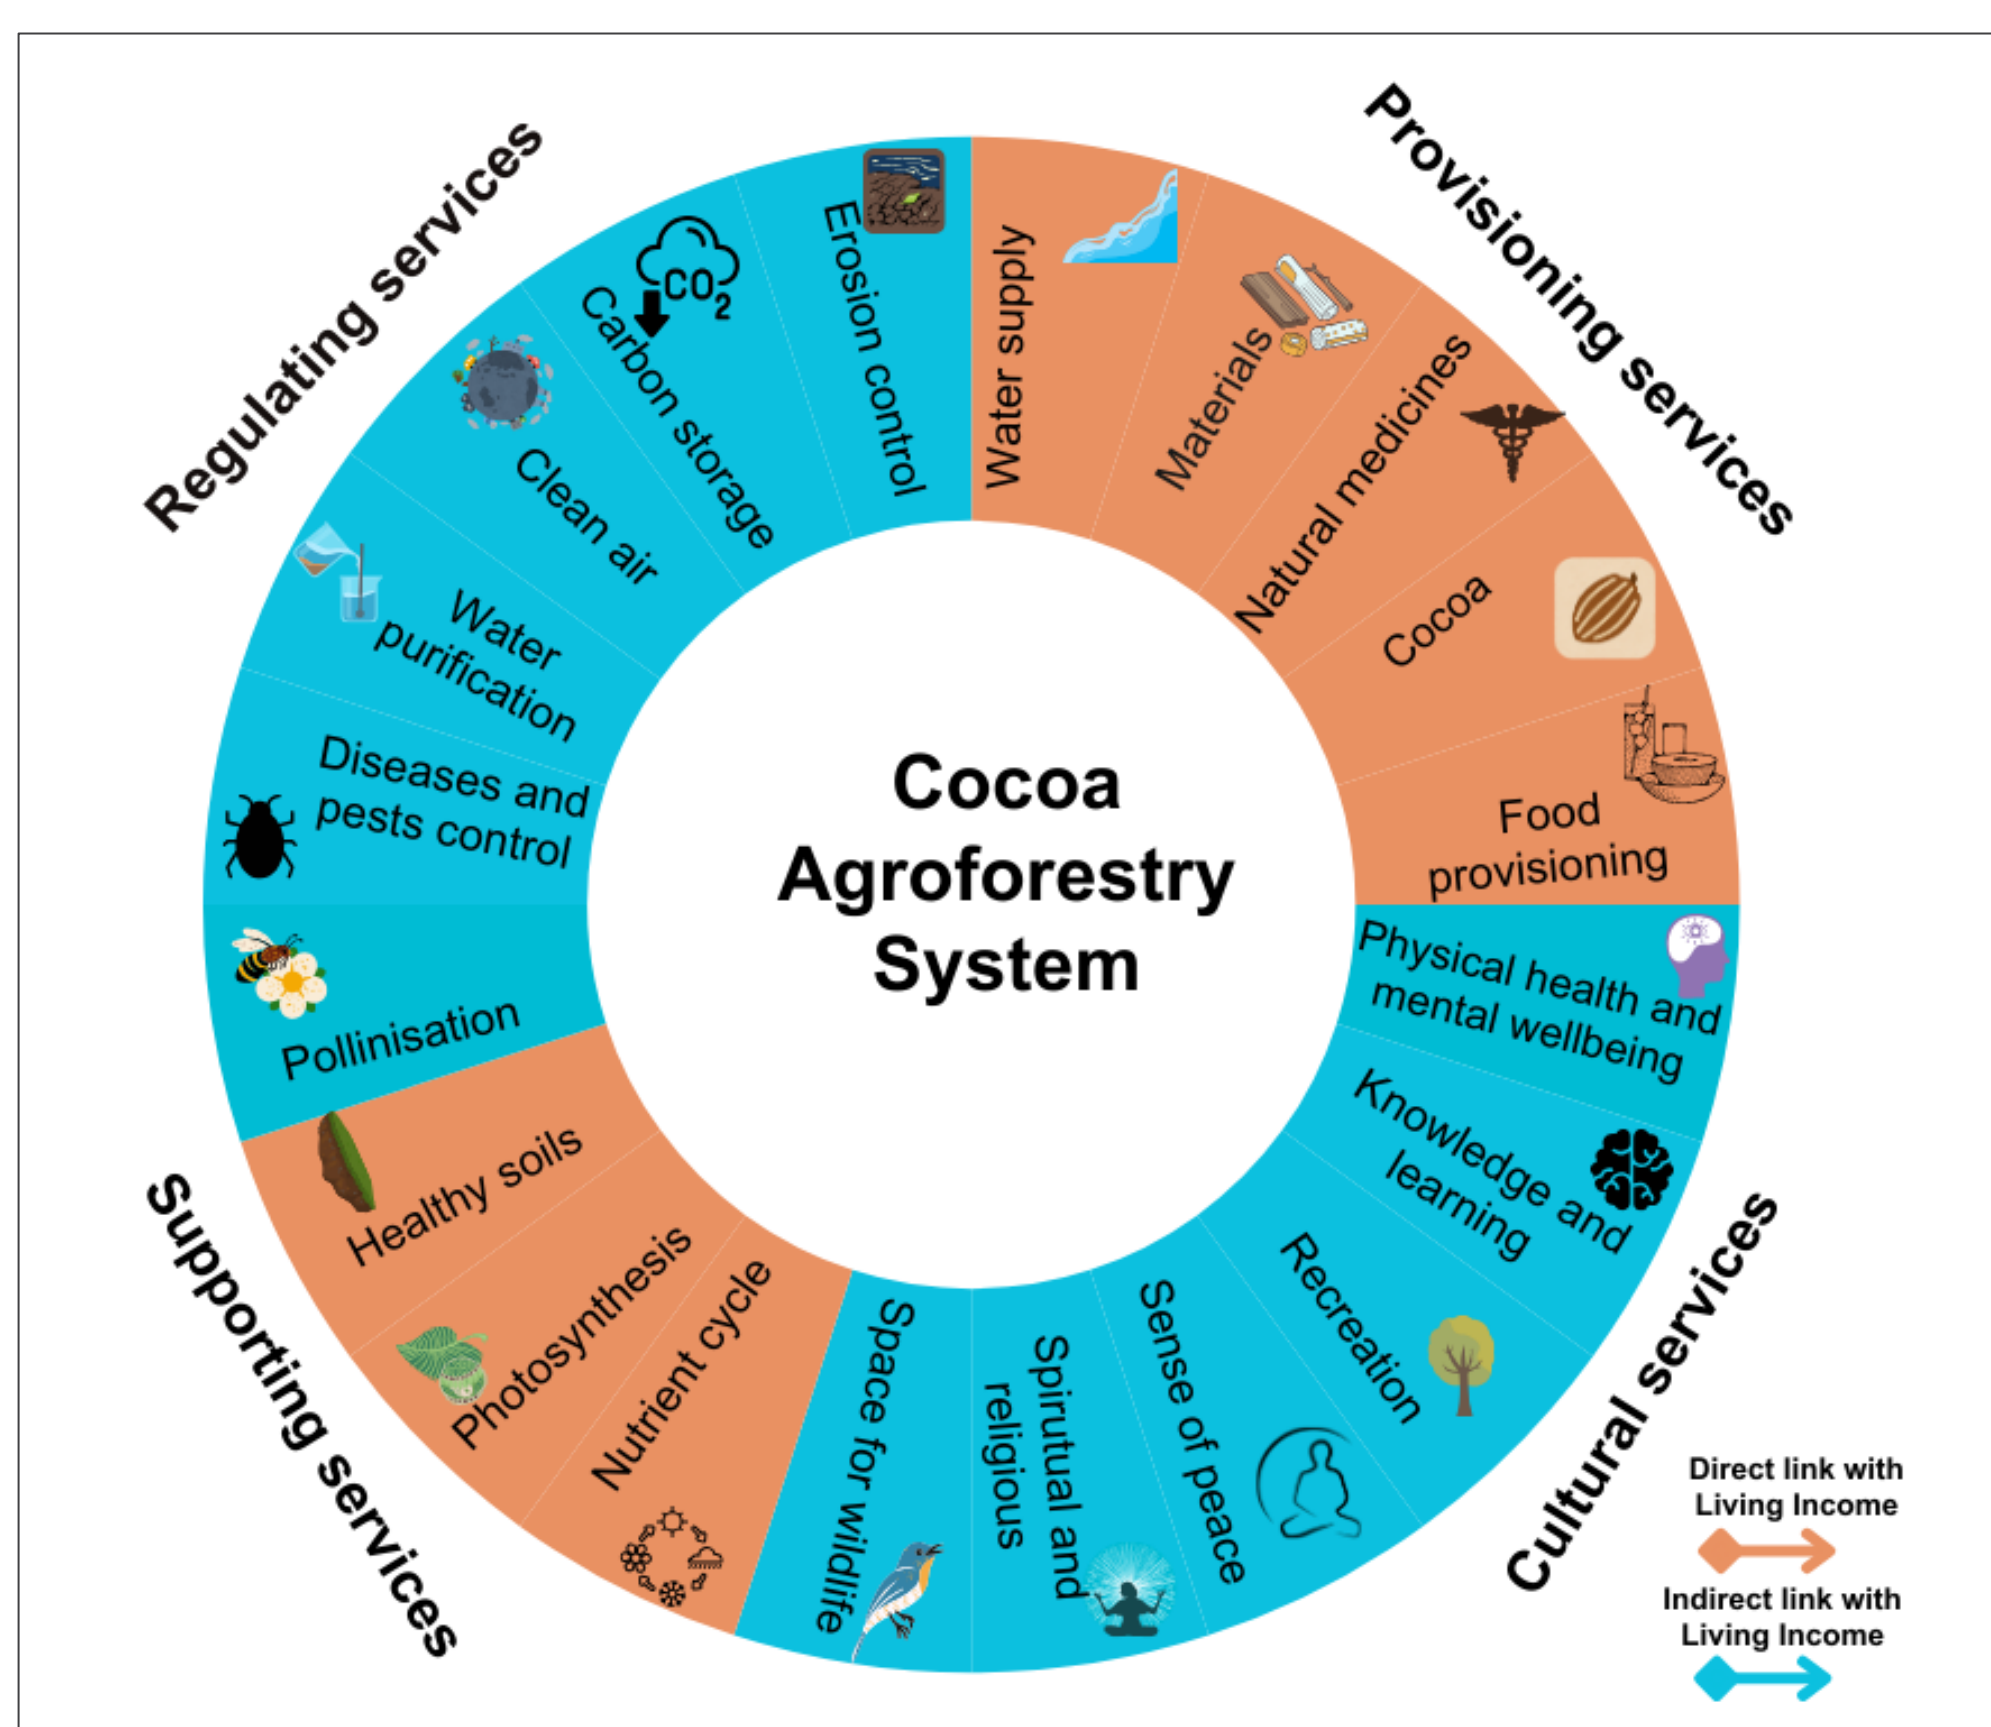 Regulating services
Provisioning services
Supporting services
Cultural services
Cocoa
Agroforestry
System
Water supply
Materials
Natural medicines
Cocoa
Food
provisioning
Physical health and
mental wellbeing
Knowledge and
learning
Recreation
Sense of peace
Spirutual and
religious
Space for wildlife
Nutrient cycle
Photosynthesis
Healthy soils
Pollinisation
Diseases and
pests control
Water
purification
Clean air
Carbon storage
CO2
Erosion control
Direct link with
Living Income
Indirect link with
Living Income